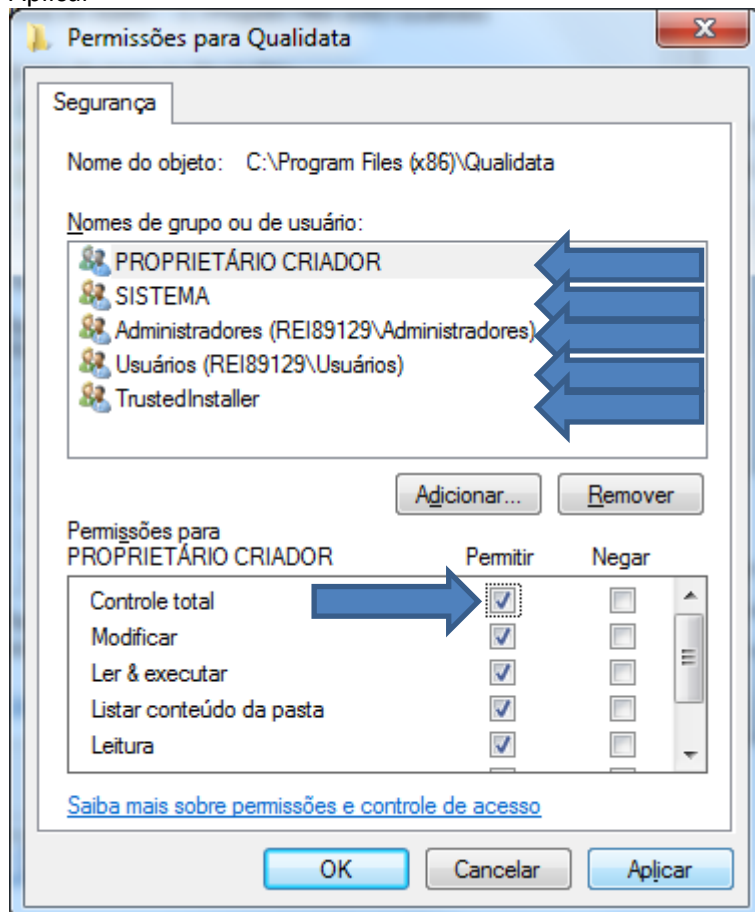 Permissões para Qualidata
Segurança
Nome do objeto: C:\Program Files (x86)\Qualidata
Nomes de grupo ou de usuário:
PROPRIETÁRIO CRIADOR
SISTEMA
Administradores (REI89129\Administradores)
Usuários (REI89129\Usuários)
TrustedInstaller
Adicionar... Remover
Permissões para
PROPRIETÁRIO CRIADOR Permitir Negar
Controle total
Modificar
Ler & executar
Listar conteúdo da pasta
Leitura
Saiba mais sobre permissões e controle de acesso
OK Cancelar Aplicar